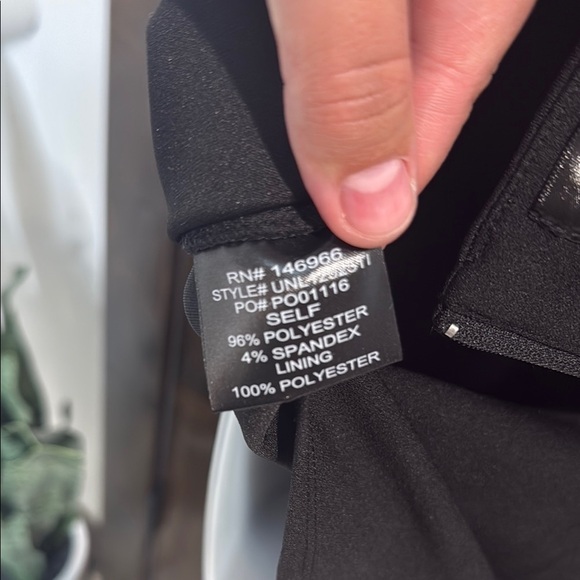 RN# 146966
STYLE#
PO# PO01116
SELF
96% POLYESTER
4% SPANDEX
LINING
100% POLYESTER